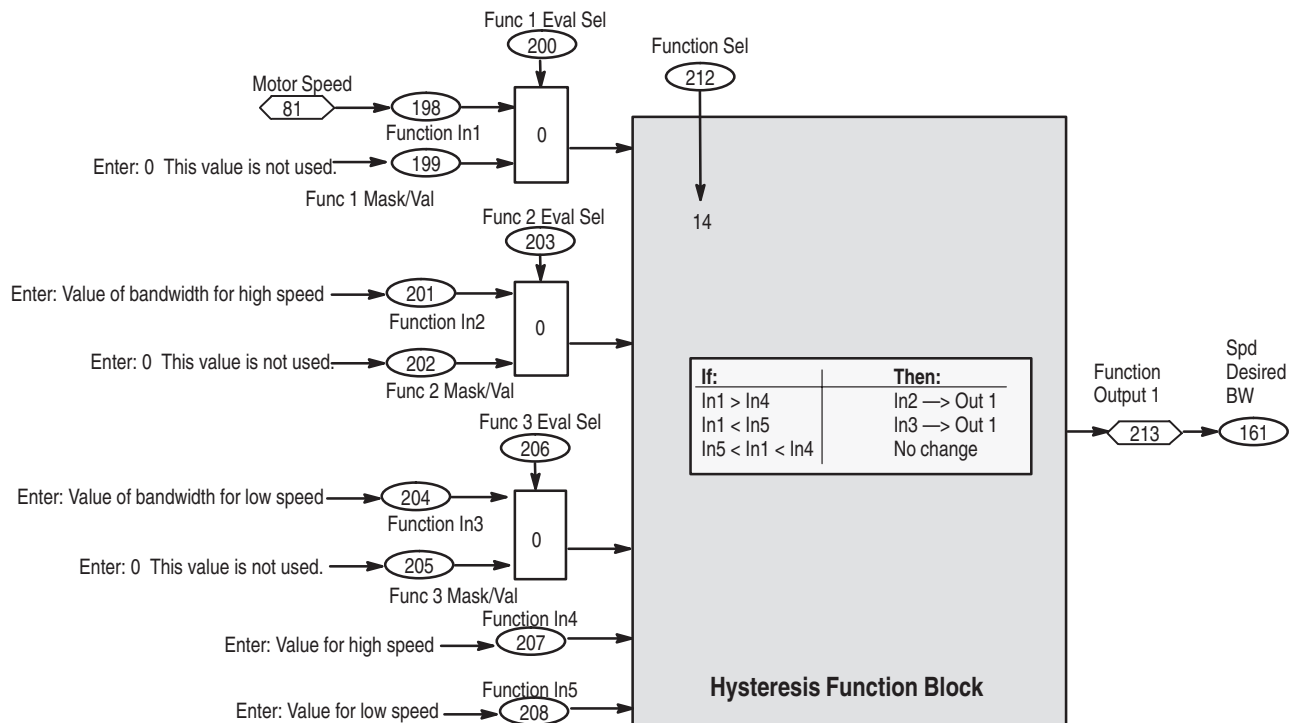 Func 1 Eval Sel
200
Function Sel
212
Motor Speed
81
198
Function In1
0
Enter: 0 This value is not used.
199
Func 1 Mask/Val
14
Func 2 Eval Sel
203
Enter: Value of bandwidth for high speed
201
Function In2
0
Enter: 0 This value is not used.
202
Func 2 Mask/Val
If: Then:
In1 > In4 In2 —> Out 1
In1 < In5 In3 —> Out 1
In5 < In1 < In4 No change
Function
Output 1
213
Spd
Desired
BW
161
Func 3 Eval Sel
206
Enter: Value of bandwidth for low speed
204
Function In3
0
Enter: 0 This value is not used.
205
Func 3 Mask/Val
Function In4
Enter: Value for high speed
207
Function In5
Enter: Value for low speed
208
Hysteresis Function Block